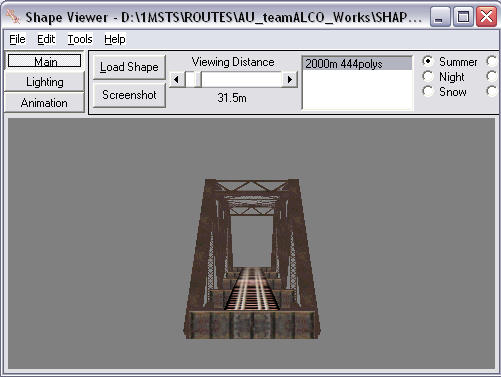 Shape Viewer - D:\1MSTS\ROUTES\AU_teamALCO_Works\SHAP...
File Edit Tools Help
Main
Lighting
Animation
Load Shape
Screenshot
Viewing Distance
31.5m
2000m 444polys
Summer
Night
Snow